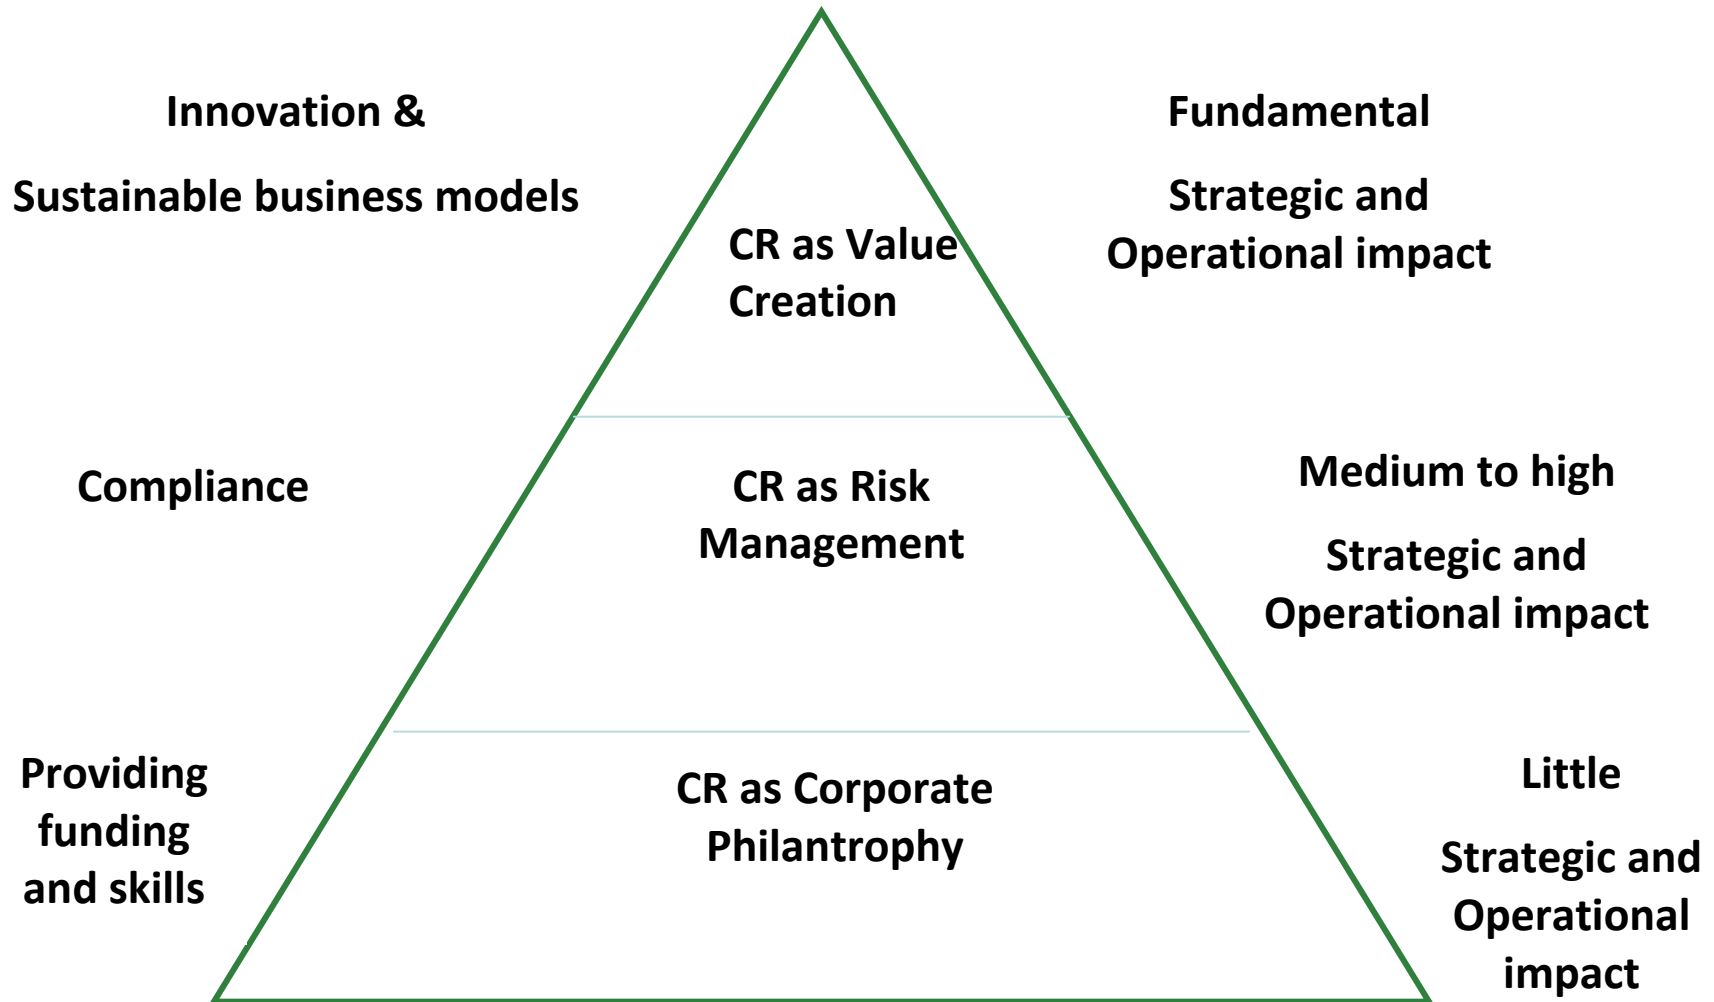 Innovation &
Sustainable business models
Fundamental
Strategic and
Operational impact
CR as Value
Creation
Compliance
CR as Risk
Management
Medium to high
Strategic and
Operational impact
Providing
funding
and skills
CR as Corporate
Philantrophy
Little
Strategic and
Operational
impact